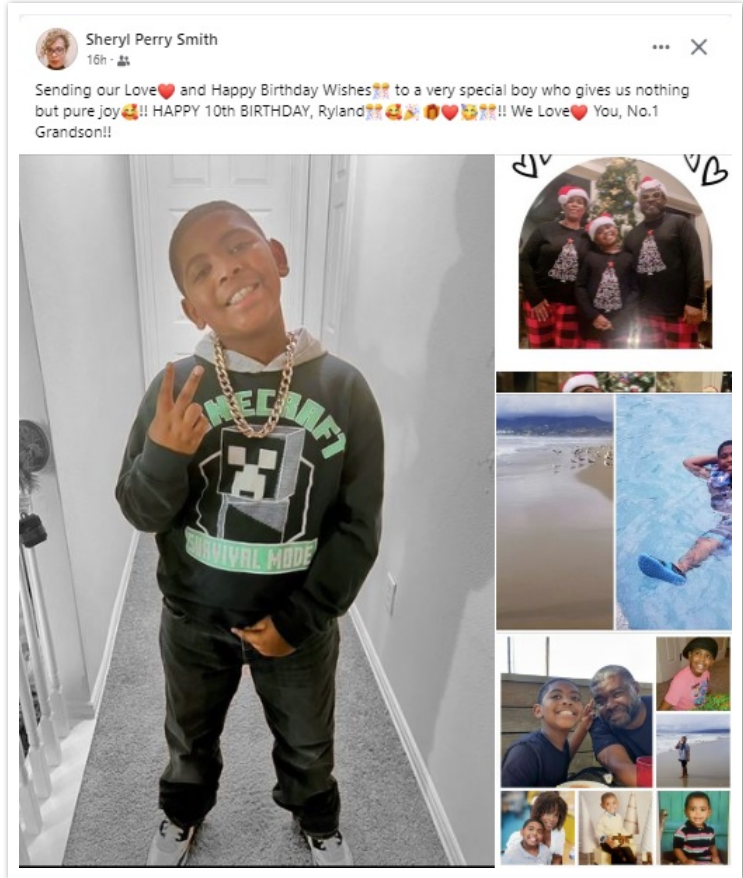 Sheryl Perry Smith
16h ·
Sending our Love❤️ and Happy Birthday Wishes🎊 to a very special boy who gives us nothing
but pure joy🥰!! HAPPY 10th BIRTHDAY, Ryland🎊🥰🎉🎁❤️🥳🎊!! We Love❤️ You, No.1
Grandson!!
MINECRAFT
SURVIVAL MODE